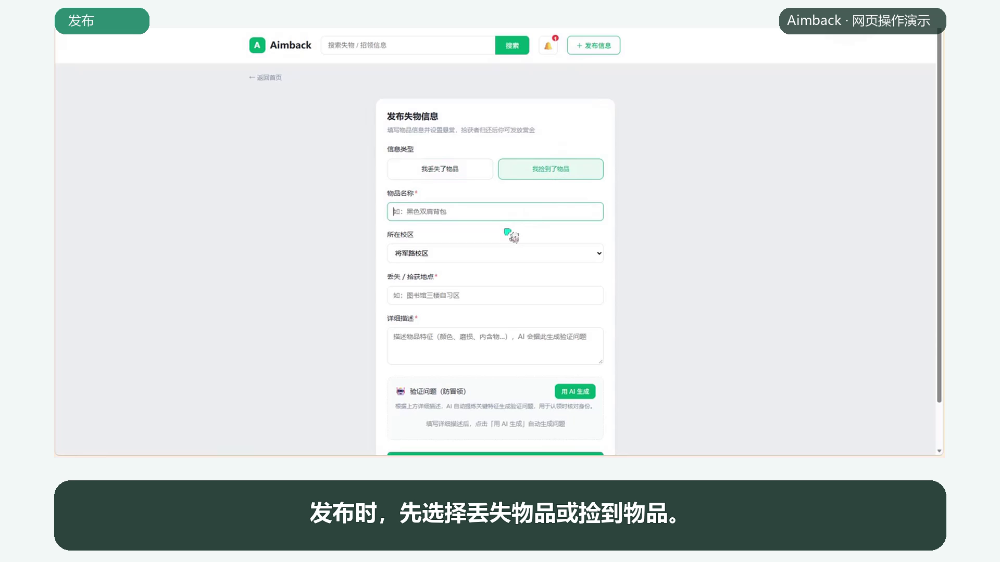 发布
Aimback · 网页操作演示
A Aimback
搜索失物 / 招领信息
搜索
1
+ 发布信息
← 返回首页
发布失物信息
填写物品信息并设置悬赏，拾获者归还后你可发放赏金
信息类型
我丢失了物品
我捡到了物品
物品名称*
如：黑色双肩背包
所在校区
将军路校区
丢失 / 拾获地点*
如：图书馆三楼自习区
详细描述*
描述物品特征（颜色、磨损、内含物...），AI 会据此生成验证问题
验证问题（防冒领）
用 AI 生成
根据上方详细描述，AI 自动提炼关键特征生成验证问题，用于认领时核对身份。
填写详细描述后，点击「用 AI 生成」自动生成问题
发布时，先选择丢失物品或捡到物品。